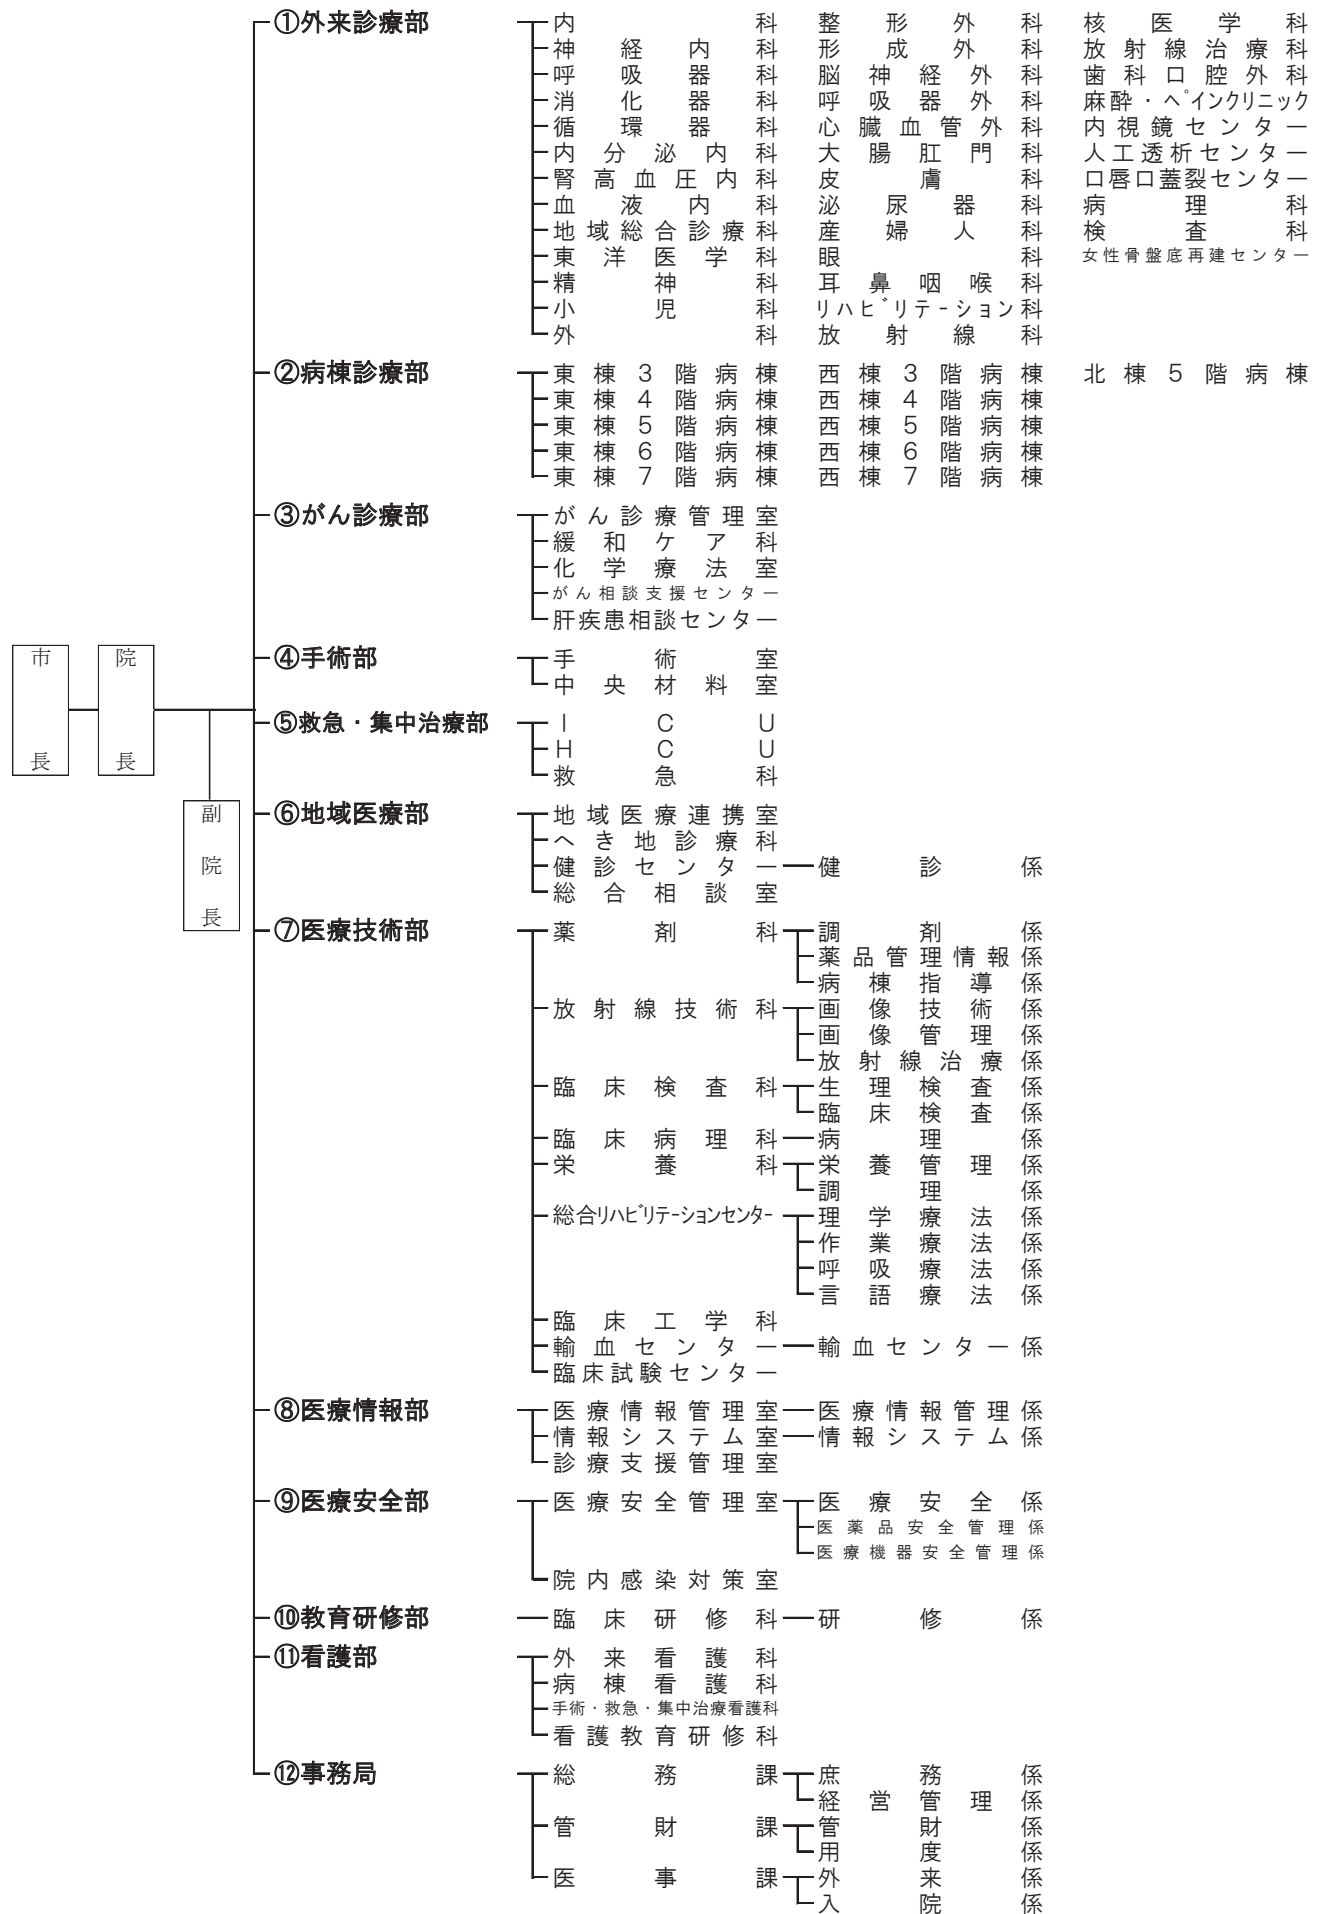 ①外来診療部 内科 整形外科 核医学科
神経内科 形成外科 放射線治療科
呼吸器科 脳神経外科 歯科口腔外科
消化器科 呼吸器外科 麻酔・ペインクリニック
循環器科 心臓血管外科 内視鏡センター
内分泌内科 大腸肛門科 人工透析センター
腎高血圧内科 皮膚科 口唇口蓋裂センター
血液内科 泌尿器科 病理科
地域総合診療科 産婦人科 検査科
東洋医学科 眼科 女性骨盤底再建センター
精神科 耳鼻咽喉科
小児科 リハビリテーション科
外科 放射線科
②病棟診療部 東棟3階病棟 西棟3階病棟 北棟5階病棟
東棟4階病棟 西棟4階病棟
東棟5階病棟 西棟5階病棟
東棟6階病棟 西棟6階病棟
東棟7階病棟 西棟7階病棟
③がん診療部 がん診療管理室
緩和ケア科
化学療法室
がん相談支援センター
肝疾患相談センター
市長
院長
副院長
④手術部 手術室
中央材料室
⑤救急・集中治療部 ICU
HCU
救急科
⑥地域医療部 地域医療連携室
へき地診療科
健診センター 健診係
総合相談室
⑦医療技術部 薬剤科 調剤係
薬品管理情報係
病棟指導係
放射線技術科 画像技術係
画像管理係
放射線治療係
臨床検査科 生理検査係
臨床検査係
臨床病理科 病理係
栄養科 栄養管理係
調理係
総合リハビリテーションセンター 理学療法係
作業療法係
呼吸療法係
言語療法係
臨床工学科
輸血センター 輸血センター係
臨床試験センター
⑧医療情報部 医療情報管理室 医療情報管理係
情報システム室 情報システム係
診療支援管理室
⑨医療安全部 医療安全管理室 医療安全係
医薬品安全管理係
医療機器安全管理係
院内感染対策室
⑩教育研修部 臨床研修科 研修係
⑪看護部 外来看護科
病棟看護科
手術・救急・集中治療看護科
看護教育研修科
⑫事務局 総務課 庶務係
経営管理係
管財課 管財係
用度係
医事課 外来係
入院係